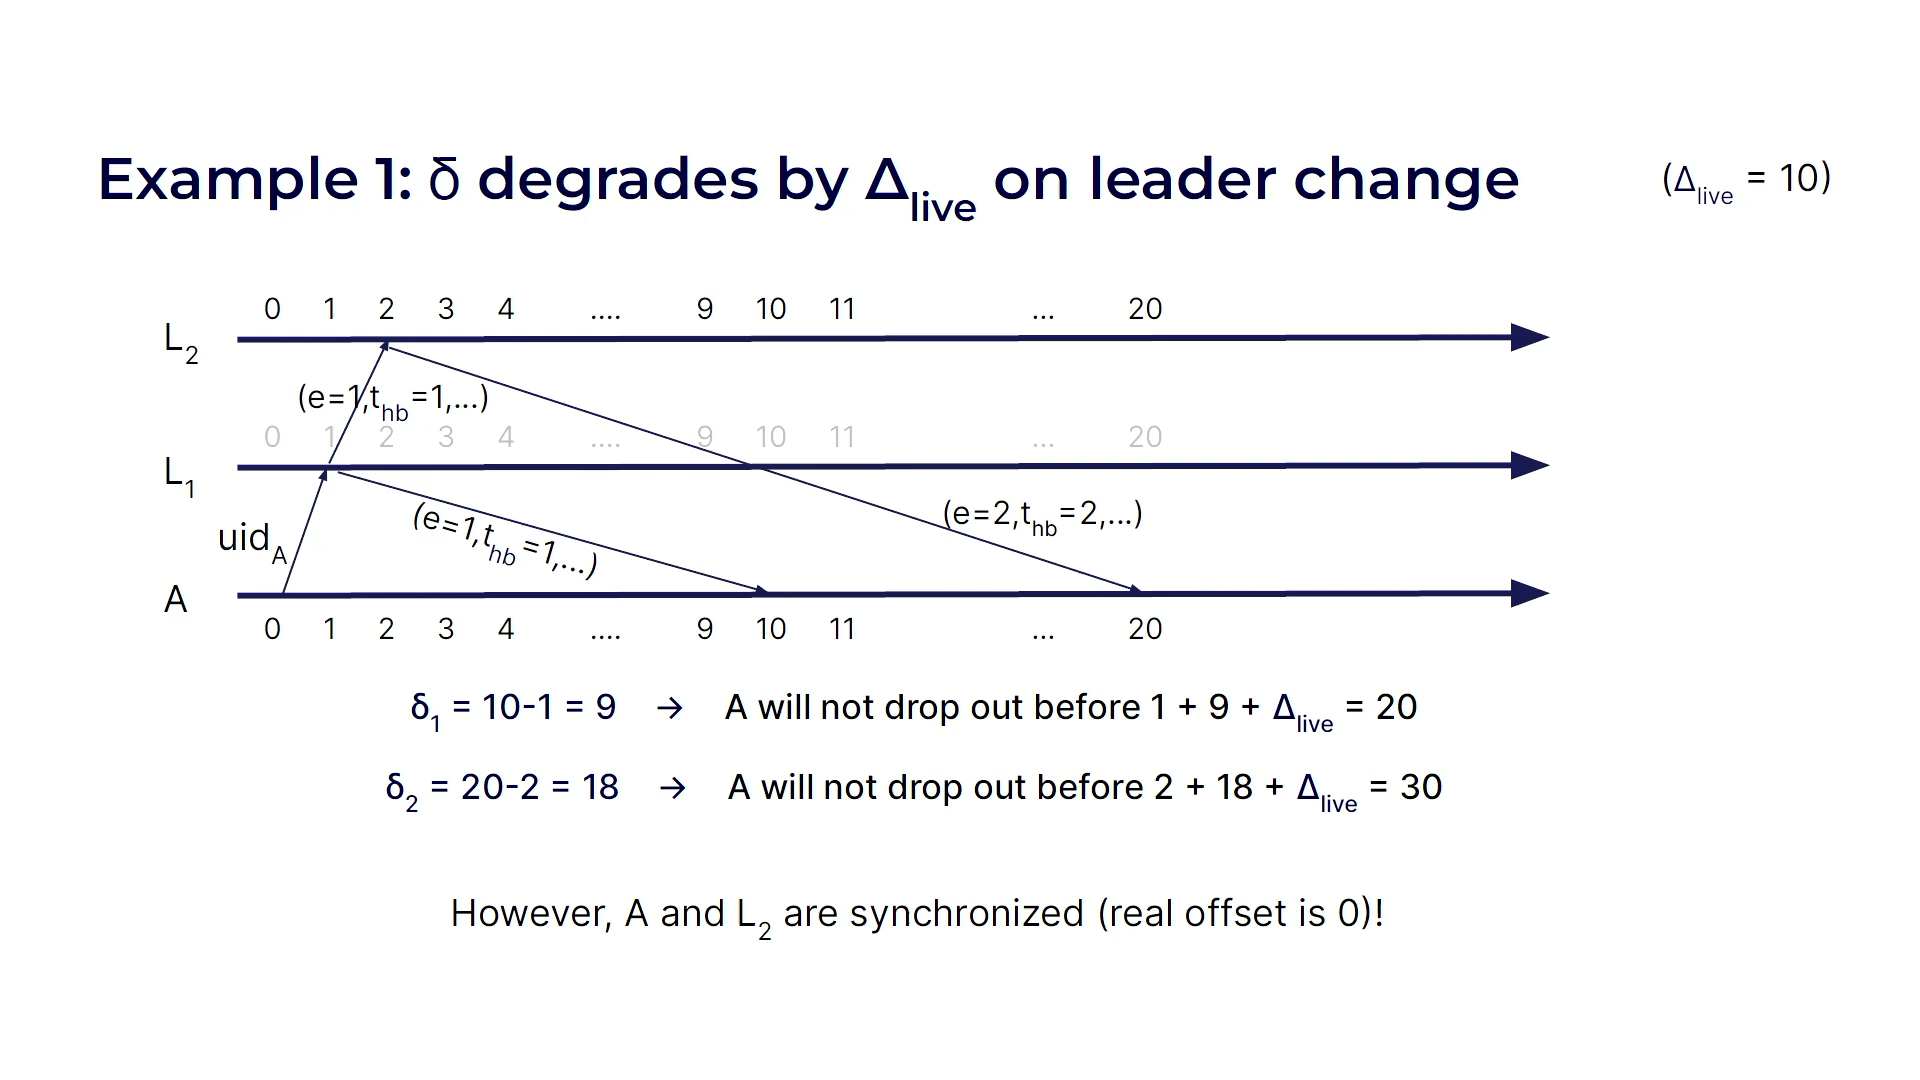 Example 1: δ degrades by Δlive on leader change
(Δlive = 10)
0 1 2 3 4 .... 9 10 11 ... 20
L2
(e=1,thb=1,...)
0 1 2 3 4 .... 9 10 11 ... 20
L1
(e=1,thb=1,...)
(e=2,thb=2,...)
uidA
A
0 1 2 3 4 .... 9 10 11 ... 20
δ1 = 10-1 = 9 → A will not drop out before 1 + 9 + Δlive = 20
δ2 = 20-2 = 18 → A will not drop out before 2 + 18 + Δlive = 30
However, A and L2 are synchronized (real offset is 0)!